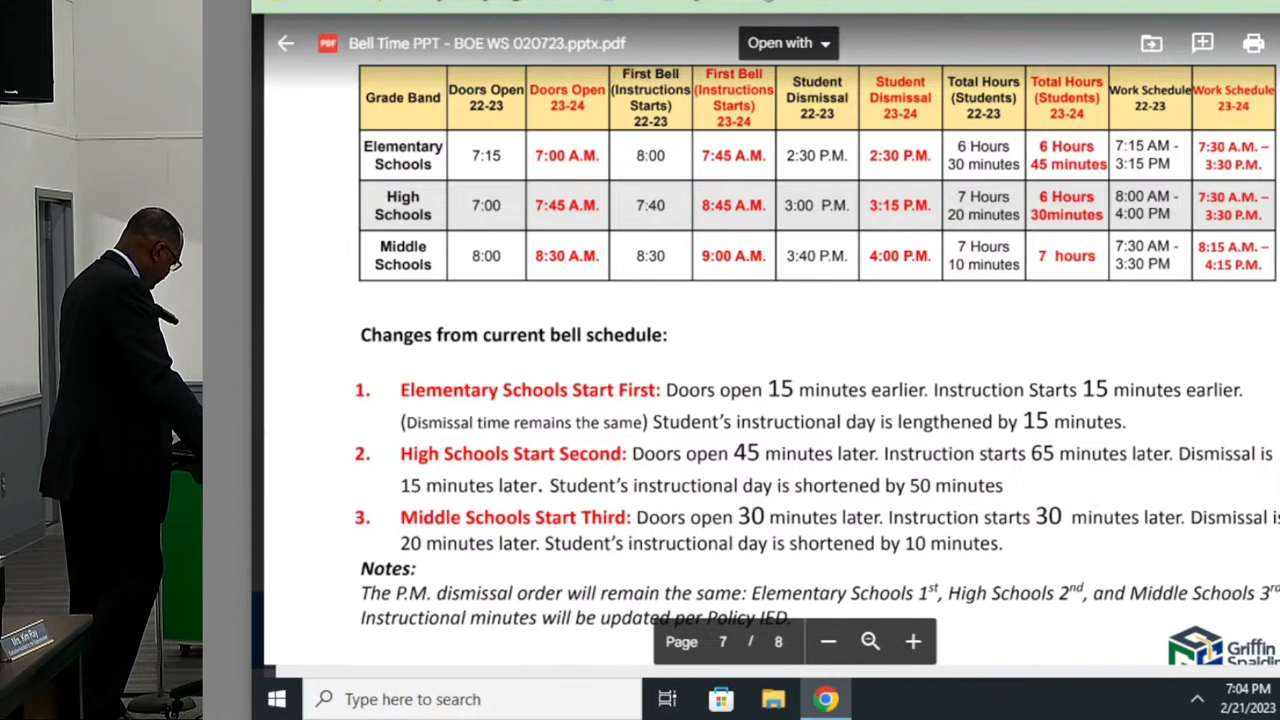 Bell Time PPT - BOE WS 020723.pptx.pdf
Open with
Grade Band Doors Open 22-23 Doors Open 23-24 First Bell (Instructions Starts) 22-23 First Bell (Instructions Starts) 23-24 Student Dismissal 22-23 Student Dismissal 23-24 Total Hours (Students) 22-23 Total Hours (Students) 23-24 Work Schedule 22-23 Work Schedule 23-24
Elementary Schools 7:15 7:00 A.M. 8:00 7:45 A.M. 2:30 P.M. 2:30 P.M. 6 Hours 30 minutes 6 Hours 45 minutes 7:15 AM - 3:15 PM 7:30 A.M. – 3:30 P.M.
High Schools 7:00 7:45 A.M. 7:40 8:45 A.M. 3:00 P.M. 3:15 P.M. 7 Hours 20 minutes 6 Hours 30minutes 8:00 AM - 4:00 PM 7:30 A.M. – 3:30 P.M.
Middle Schools 8:00 8:30 A.M. 8:30 9:00 A.M. 3:40 P.M. 4:00 P.M. 7 Hours 10 minutes 7 hours 7:30 AM - 3:30 PM 8:15 A.M. – 4:15 P.M.
Changes from current bell schedule:
1. Elementary Schools Start First: Doors open 15 minutes earlier. Instruction Starts 15 minutes earlier.
(Dismissal time remains the same) Student’s instructional day is lengthened by 15 minutes.
2. High Schools Start Second: Doors open 45 minutes later. Instruction starts 65 minutes later. Dismissal is
15 minutes later. Student’s instructional day is shortened by 50 minutes
3. Middle Schools Start Third: Doors open 30 minutes later. Instruction starts 30 minutes later. Dismissal is
20 minutes later. Student’s instructional day is shortened by 10 minutes.
Notes:
The P.M. dismissal order will remain the same: Elementary Schools 1st, High Schools 2nd, and Middle Schools 3rd
Instructional minutes will be updated per Policy IED.
Page 7 / 8
Griffin
Spalding
Type here to search
7:04 PM
2/21/2023
Mrs. Kim Ray